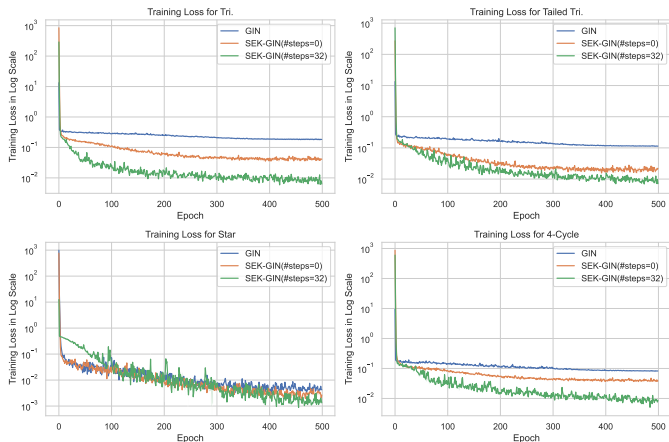 Training Loss for Tri.
Training Loss in Log Scale
10³
10²
10¹
10⁰
10⁻¹
10⁻²
GIN
SEK-GIN(#steps=0)
SEK-GIN(#steps=32)
0 100 200 300 400 500
Epoch
Training Loss for Tailed Tri.
Training Loss in Log Scale
10³
10²
10¹
10⁰
10⁻¹
10⁻²
GIN
SEK-GIN(#steps=0)
SEK-GIN(#steps=32)
0 100 200 300 400 500
Epoch
Training Loss for Star
Training Loss in Log Scale
10³
10²
10¹
10⁰
10⁻¹
10⁻²
10⁻³
GIN
SEK-GIN(#steps=0)
SEK-GIN(#steps=32)
0 100 200 300 400 500
Epoch
Training Loss for 4-Cycle
Training Loss in Log Scale
10³
10²
10¹
10⁰
10⁻¹
10⁻²
GIN
SEK-GIN(#steps=0)
SEK-GIN(#steps=32)
0 100 200 300 400 500
Epoch